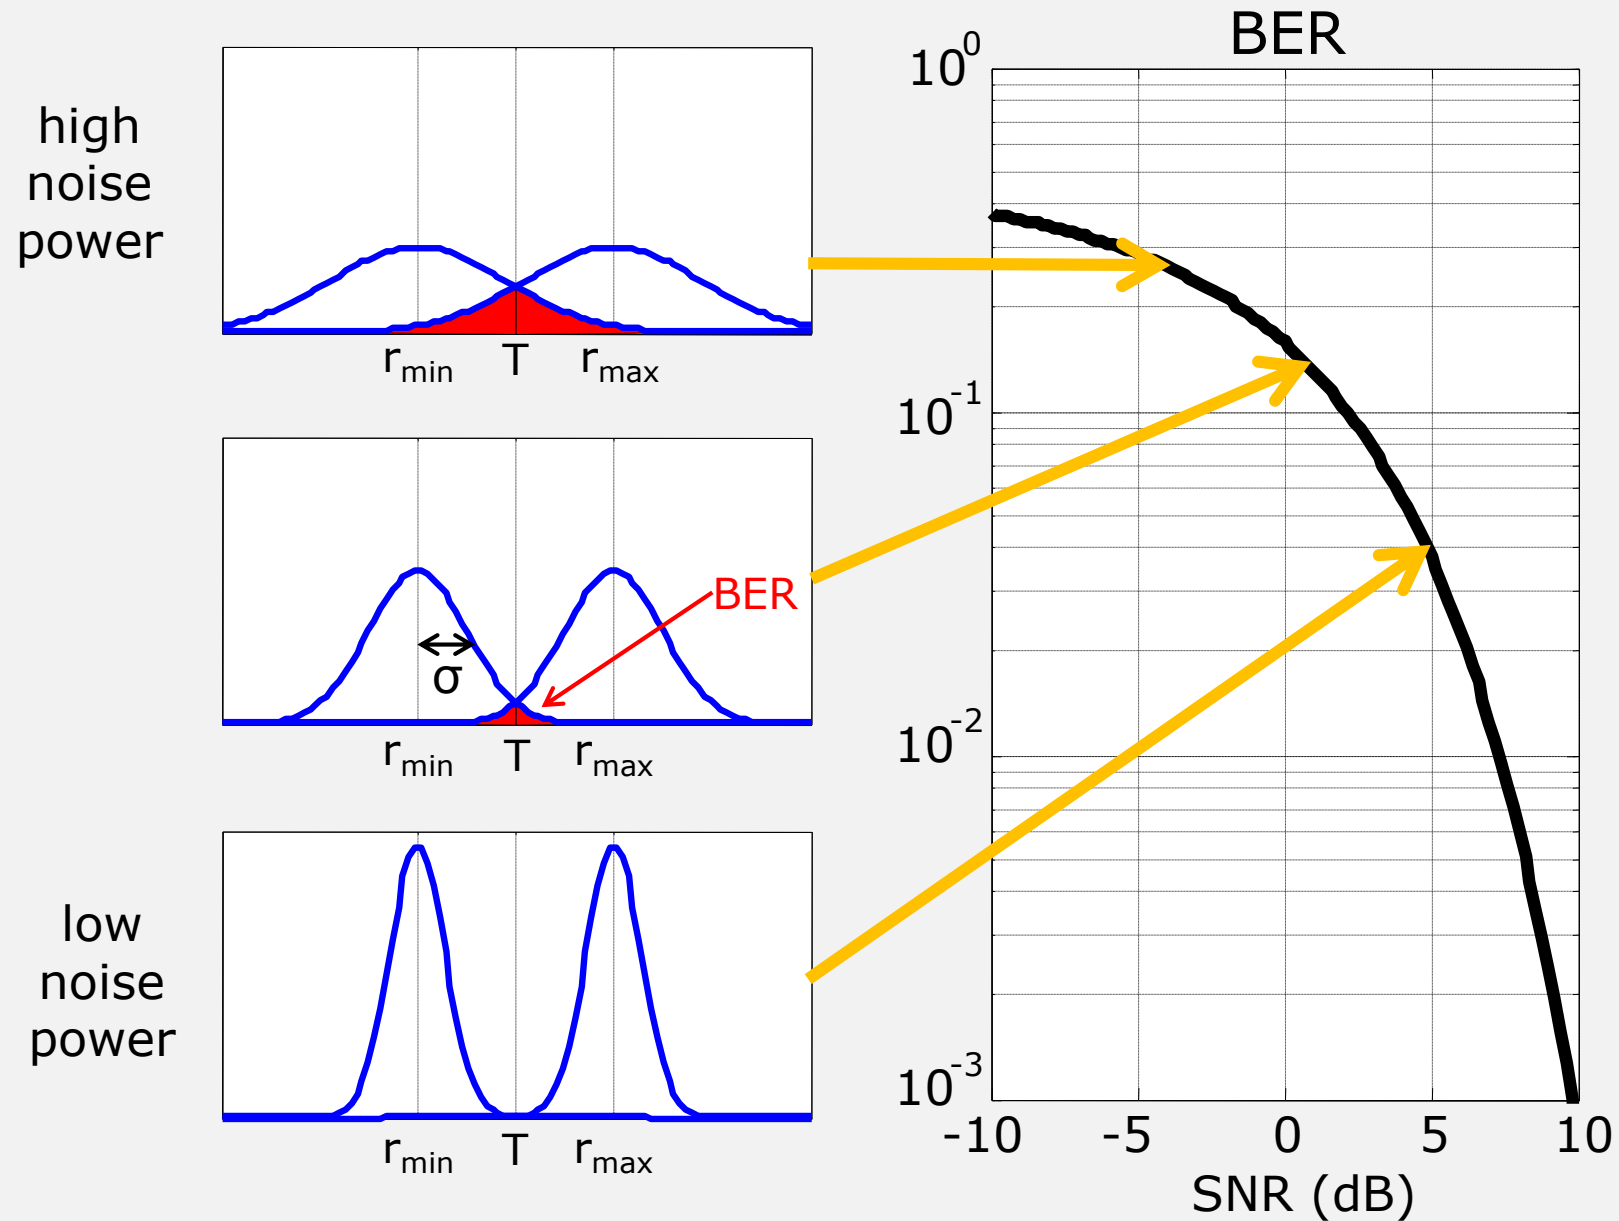 high
noise
power
r_min T r_max
BER
σ
r_min T r_max
low
noise
power
r_min T r_max
BER
10^0
10^-1
10^-2
10^-3
-10 -5 0 5 10
SNR (dB)